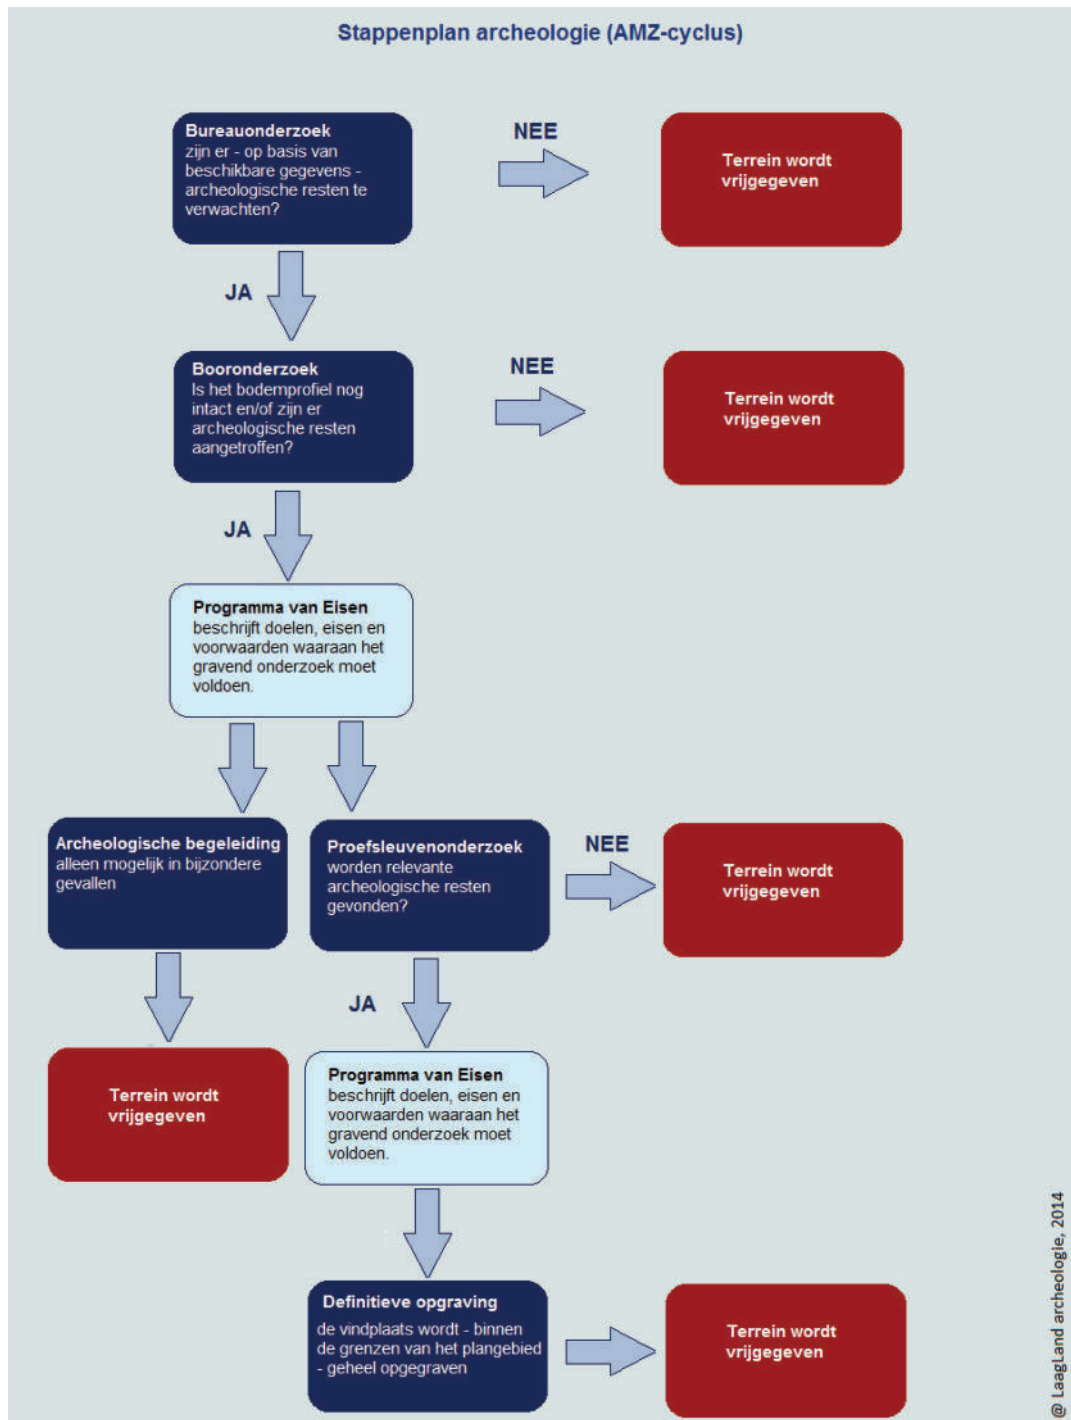 Stappenplan archeologie (AMZ-cyclus)
Bureauonderzoek
zijn er - op basis van
beschikbare gegevens -
archeologische resten te
verwachten?
NEE
Terrein wordt
vrijgegeven
JA
Booronderzoek
Is het bodemprofiel nog
intact en/of zijn er
archeologische resten
aangetroffen?
NEE
Terrein wordt
vrijgegeven
JA
Programma van Eisen
beschrijft doelen, eisen en
voorwaarden waaraan het
gravend onderzoek moet
voldoen.
Archeologische begeleiding
alleen mogelijk in bijzondere
gevallen
Proefsleuvenonderzoek
worden relevante
archeologische resten
gevonden?
NEE
Terrein wordt
vrijgegeven
JA
Terrein wordt
vrijgegeven
Programma van Eisen
beschrijft doelen, eisen en
voorwaarden waaraan het
gravend onderzoek moet
voldoen.
Definitieve opgraving
de vindplaats wordt - binnen
de grenzen van het plangebied
- geheel opgegraven
Terrein wordt
vrijgegeven
@ LaagLand archeologie, 2014